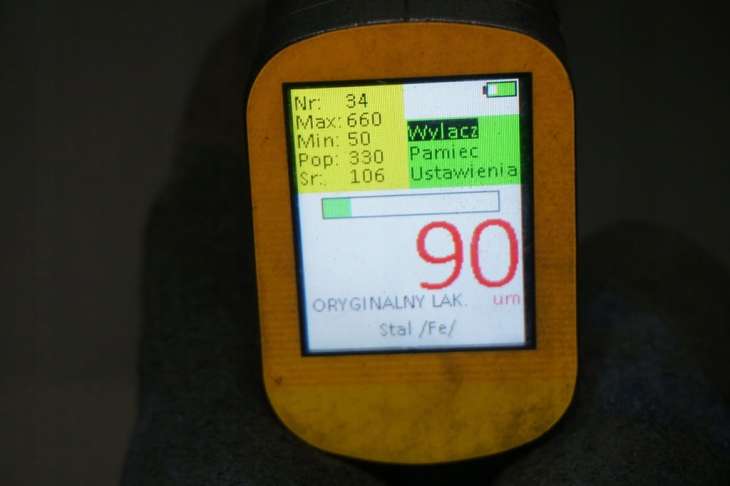 Nr: 34
Max: 660
Min: 50
Pop: 330
Sr: 106
Wylacz
Pamiec
Ustawienia
90
ORYGINALNY LAK. um
Stal /Fe/